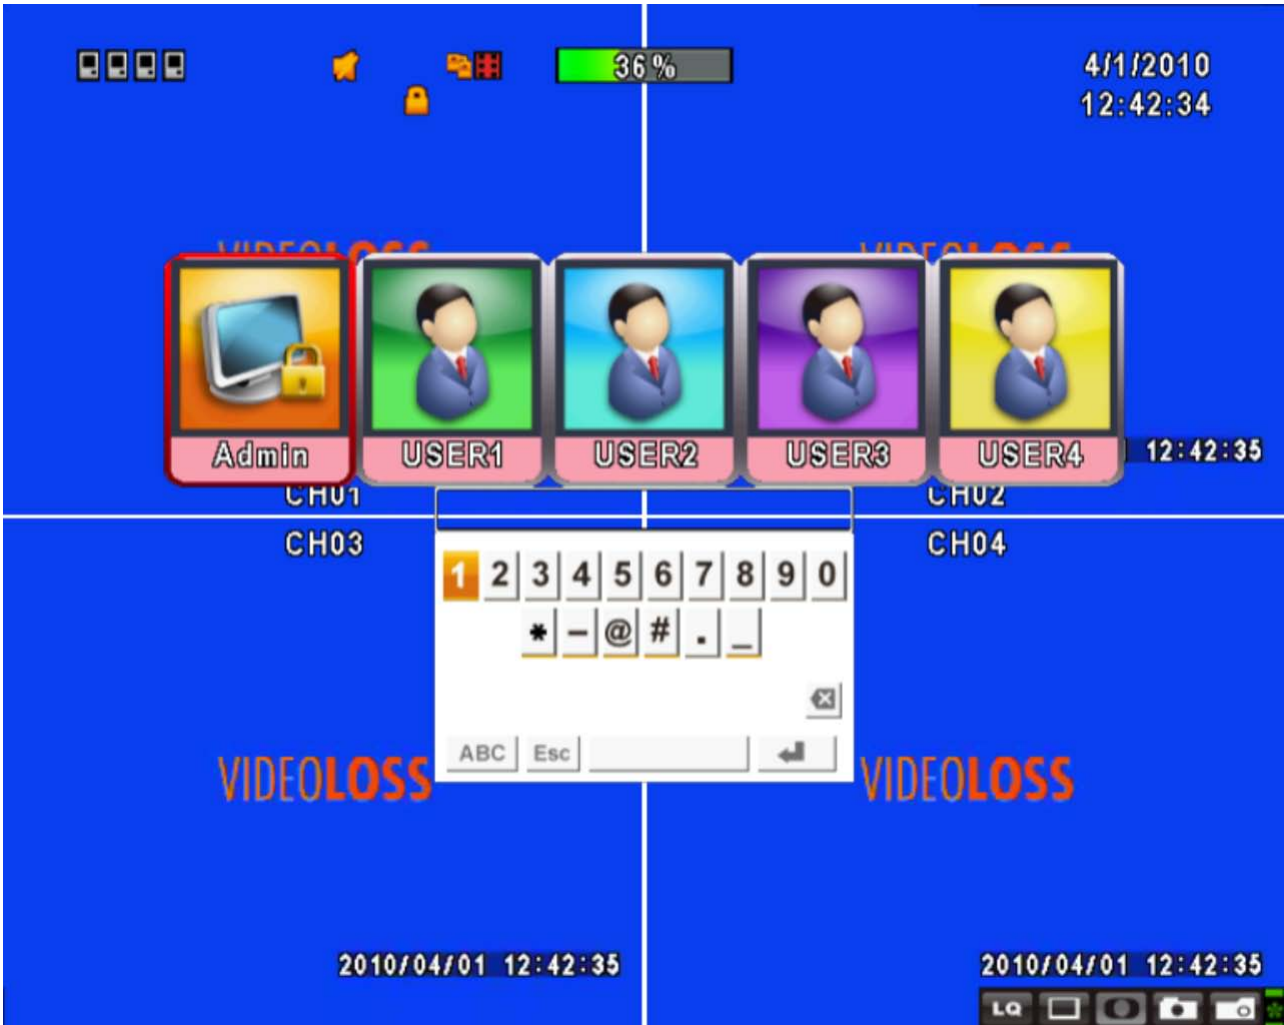 36%
4/1/2010
12:42:34
VIDEOLOSS
VIDEOLOSS
Admin
USER1
USER2
USER3
USER4
12:42:35
CH01
CH02
CH03
CH04
1 2 3 4 5 6 7 8 9 0
* - @ # . _
ABC Esc
VIDEOLOSS
VIDEOLOSS
2010/04/01 12:42:35
2010/04/01 12:42:35
LQ